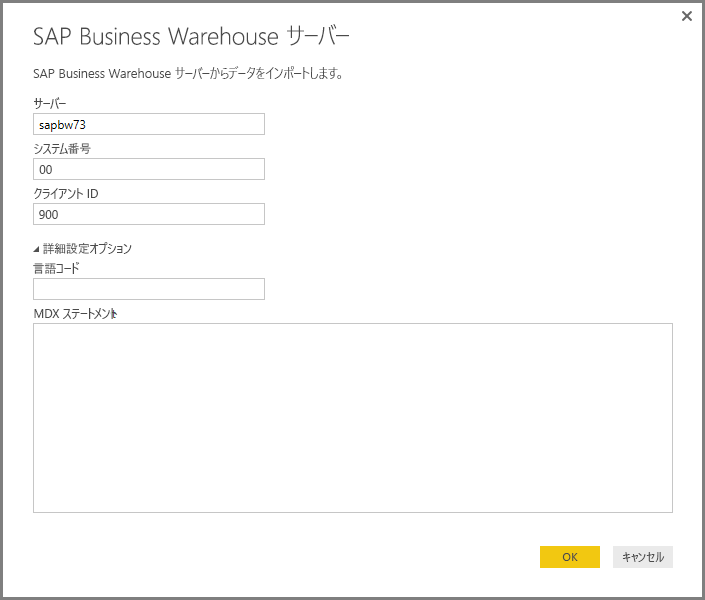 SAP Business Warehouse サーバー
SAP Business Warehouse サーバーからデータをインポートします。
サーバー
sapbw73
システム番号
00
クライアント ID
900
詳細設定オプション
言語コード
MDX ステートメント
OK
キャンセル